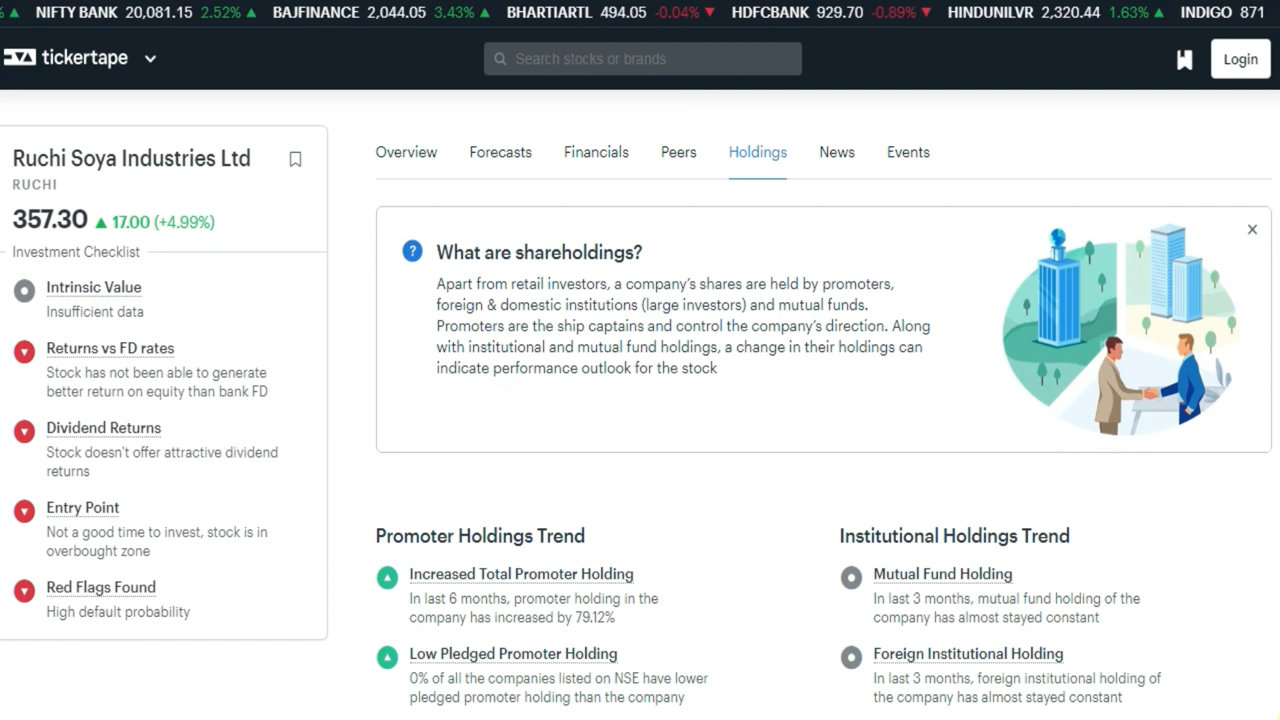 % ▲ NIFTY BANK 20,081.15 2.52% ▲ BAJFINANCE 2,044.05 3.43% ▲ BHARTIARTL 494.05 -0.04% ▼ HDFCBANK 929.70 -0.89% ▼ HINDUNILVR 2,320.44 1.63% ▲ INDIGO 871
tickertape
Search stocks or brands
Login
Ruchi Soya Industries Ltd
RUCHI
357.30 ▲ 17.00 (+4.99%)
Investment Checklist
Intrinsic Value
Insufficient data
Returns vs FD rates
Stock has not been able to generate
better return on equity than bank FD
Dividend Returns
Stock doesn't offer attractive dividend
returns
Entry Point
Not a good time to invest, stock is in
overbought zone
Red Flags Found
High default probability
Overview Forecasts Financials Peers Holdings News Events
? What are shareholdings?
Apart from retail investors, a company's shares are held by promoters,
foreign & domestic institutions (large investors) and mutual funds.
Promoters are the ship captains and control the company's direction. Along
with institutional and mutual fund holdings, a change in their holdings can
indicate performance outlook for the stock
Promoter Holdings Trend
Increased Total Promoter Holding
In last 6 months, promoter holding in the
company has increased by 79.12%
Low Pledged Promoter Holding
0% of all the companies listed on NSE have lower
pledged promoter holding than the company
Institutional Holdings Trend
Mutual Fund Holding
In last 3 months, mutual fund holding of the
company has almost stayed constant
Foreign Institutional Holding
In last 3 months, foreign institutional holding of
the company has almost stayed constant